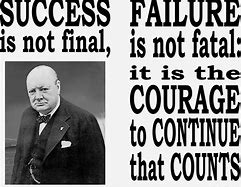 SUCCESS
is not final,
FAILURE
is not fatal:
it is the
COURAGE
to CONTINUE
that COUNTS